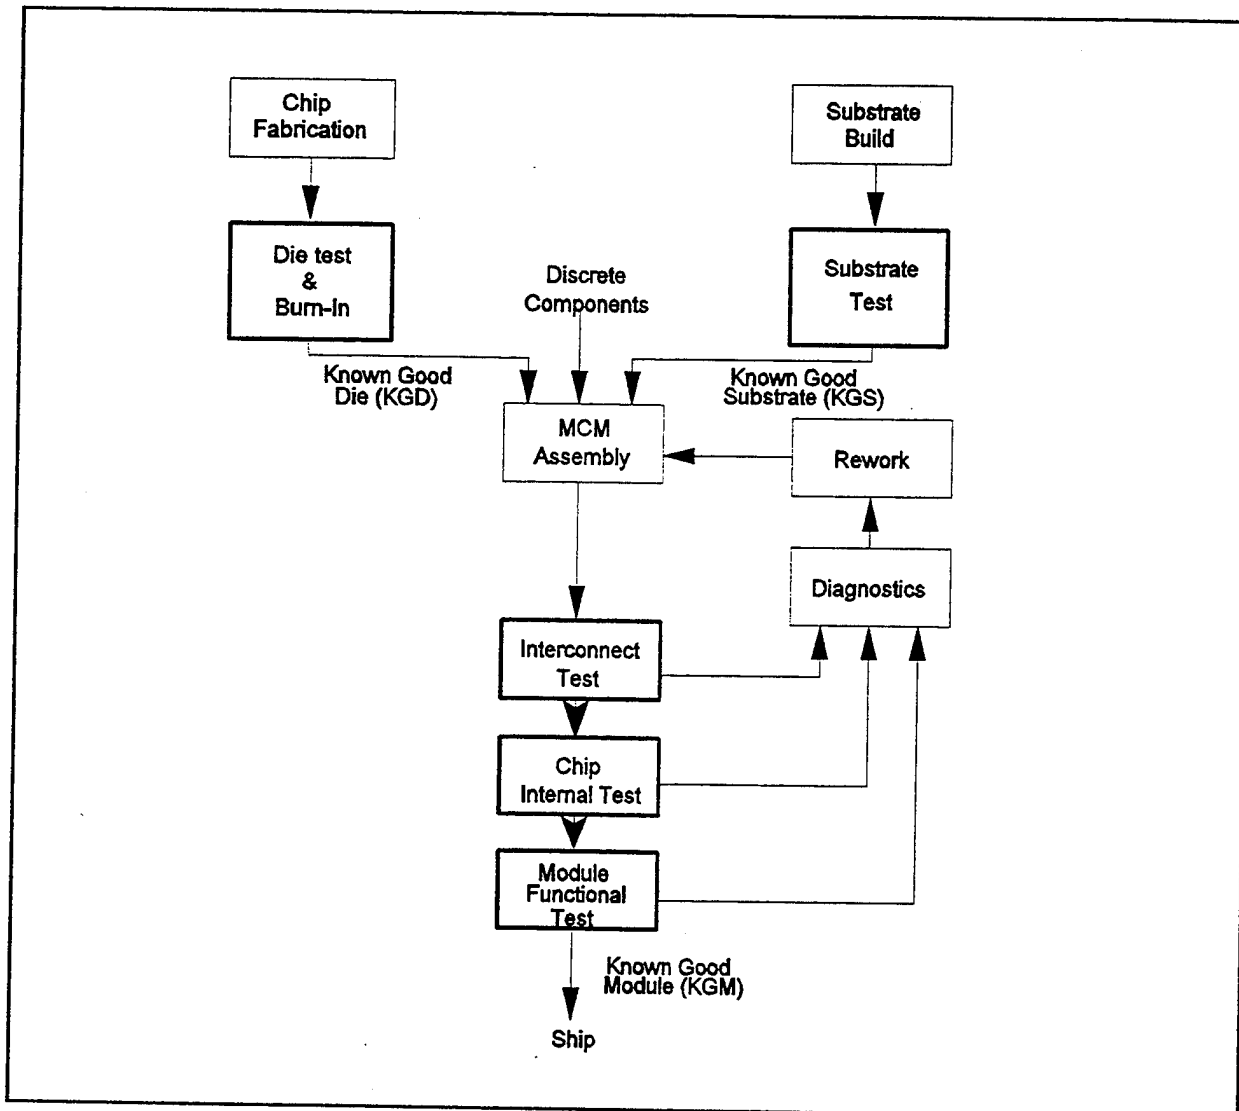 Chip
Fabrication
Substrate
Build
Die test
&
Burn-In
Discrete
Components
Substrate
Test
Known Good
Die (KGD)
Known Good
Substrate (KGS)
MCM
Assembly
Rework
Diagnostics
Interconnect
Test
Chip
Internal Test
Module
Functional
Test
Known Good
Module (KGM)
Ship